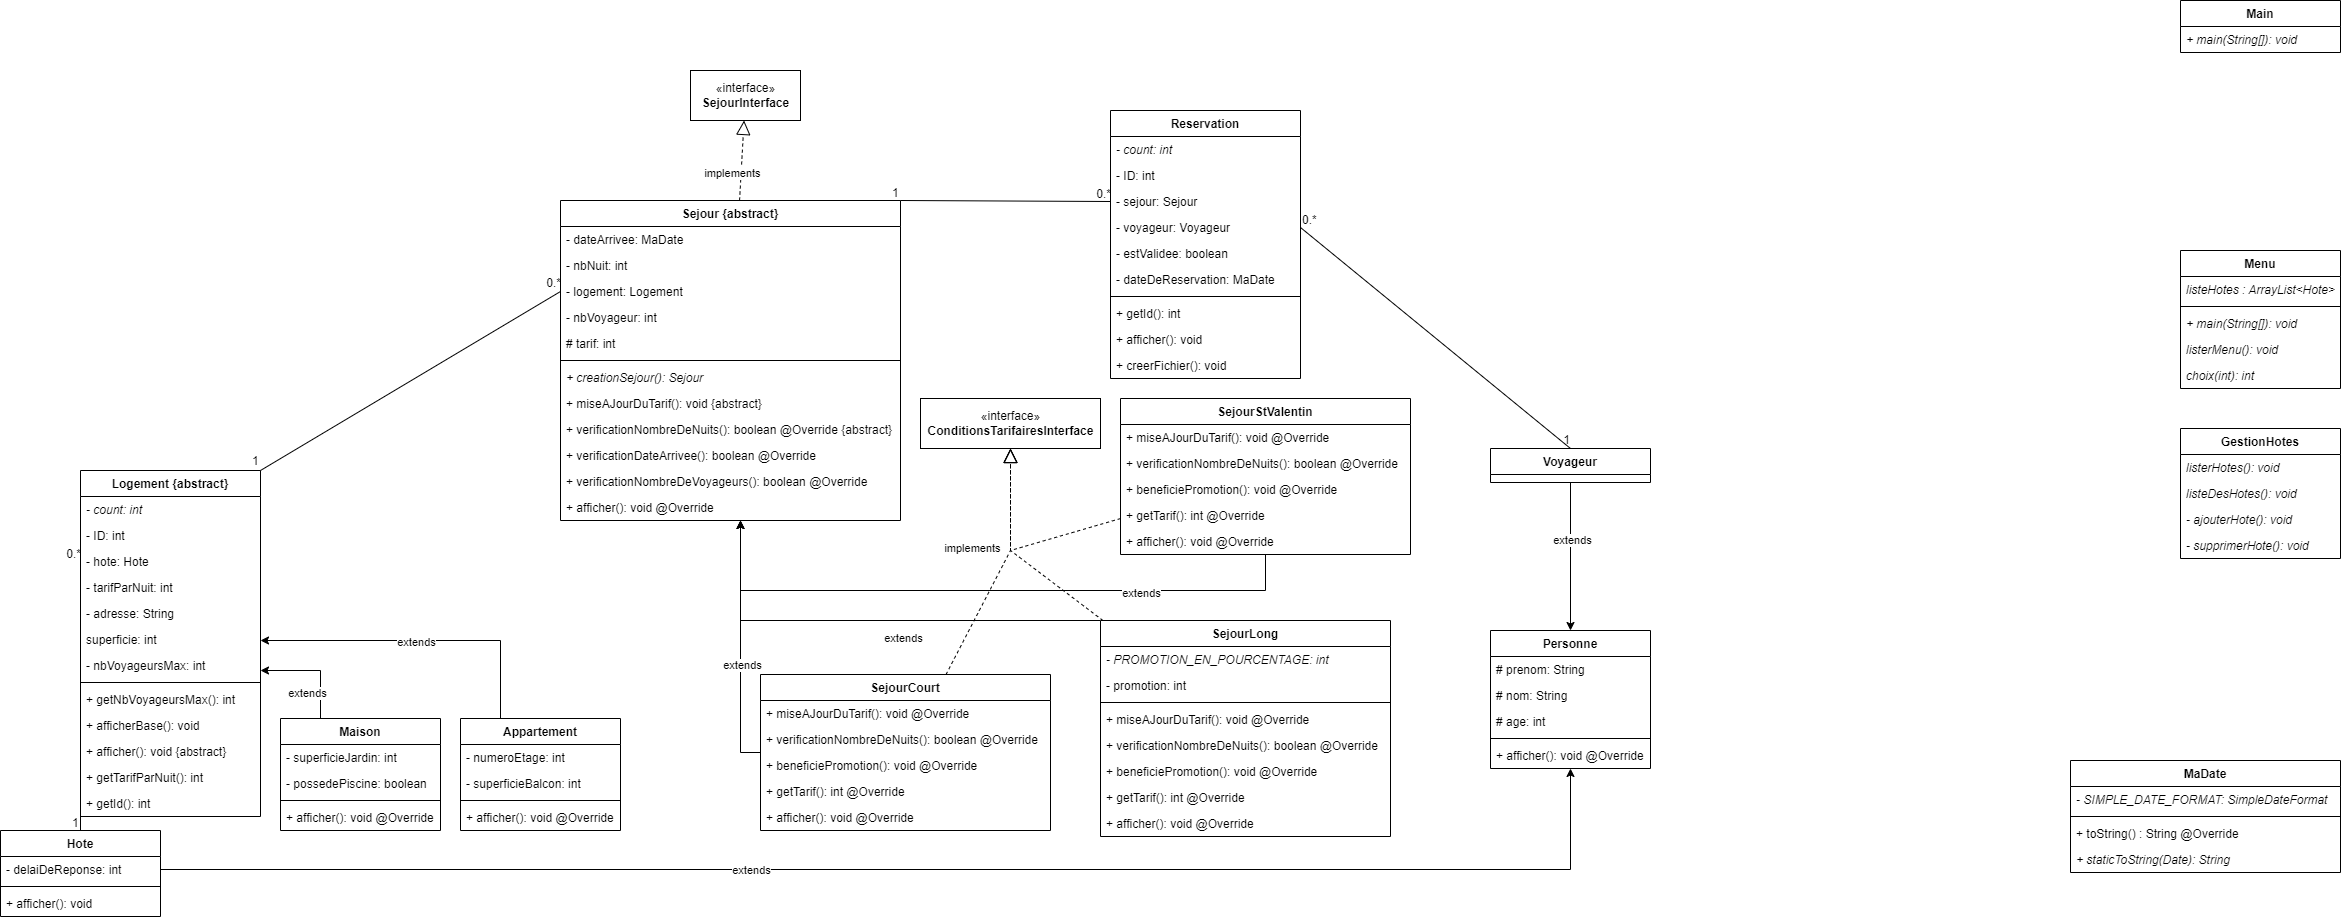 Main
+ main(String[]): void
«interface»
SejourInterface
implements
Reservation
- count: int
- ID: int
- sejour: Sejour
- voyageur: Voyageur
- estValidee: boolean
- dateDeReservation: MaDate
+ getId(): int
+ afficher(): void
+ creerFichier(): void
1
0.*
0.*
1
Sejour {abstract}
- dateArrivee: MaDate
- nbNuit: int
- logement: Logement
- nbVoyageur: int
# tarif: int
+ creationSejour(): Sejour
+ miseAJourDuTarif(): void {abstract}
+ verificationNombreDeNuits(): boolean @Override {abstract}
+ verificationDateArrivee(): boolean @Override
+ verificationNombreDeVoyageurs(): boolean @Override
+ afficher(): void @Override
0.*
1
Menu
listeHotes : ArrayList<Hote>
+ main(String[]): void
listerMenu(): void
choix(int): int
«interface»
ConditionsTarifairesInterface
implements
SejourStValentin
+ miseAJourDuTarif(): void @Override
+ verificationNombreDeNuits(): boolean @Override
+ beneficiePromotion(): void @Override
+ getTarif(): int @Override
+ afficher(): void @Override
extends
Voyageur
extends
GestionHotes
listerHotes(): void
listeDesHotes(): void
- ajouterHote(): void
- supprimerHote(): void
Logement {abstract}
- count: int
- ID: int
- hote: Hote
- tarifParNuit: int
- adresse: String
superficie: int
- nbVoyageursMax: int
+ getNbVoyageursMax(): int
+ afficherBase(): void
+ afficher(): void {abstract}
+ getTarifParNuit(): int
+ getId(): int
0.*
1
extends
extends
Maison
- superficieJardin: int
- possedePiscine: boolean
+ afficher(): void @Override
Appartement
- numeroEtage: int
- superficieBalcon: int
+ afficher(): void @Override
extends
extends
SejourCourt
+ miseAJourDuTarif(): void @Override
+ verificationNombreDeNuits(): boolean @Override
+ beneficiePromotion(): void @Override
+ getTarif(): int @Override
+ afficher(): void @Override
SejourLong
- PROMOTION_EN_POURCENTAGE: int
- promotion: int
+ miseAJourDuTarif(): void @Override
+ verificationNombreDeNuits(): boolean @Override
+ beneficiePromotion(): void @Override
+ getTarif(): int @Override
+ afficher(): void @Override
Personne
# prenom: String
# nom: String
# age: int
+ afficher(): void @Override
MaDate
- SIMPLE_DATE_FORMAT: SimpleDateFormat
+ toString() : String @Override
+ staticToString(Date): String
Hote
- delaiDeReponse: int
+ afficher(): void
extends